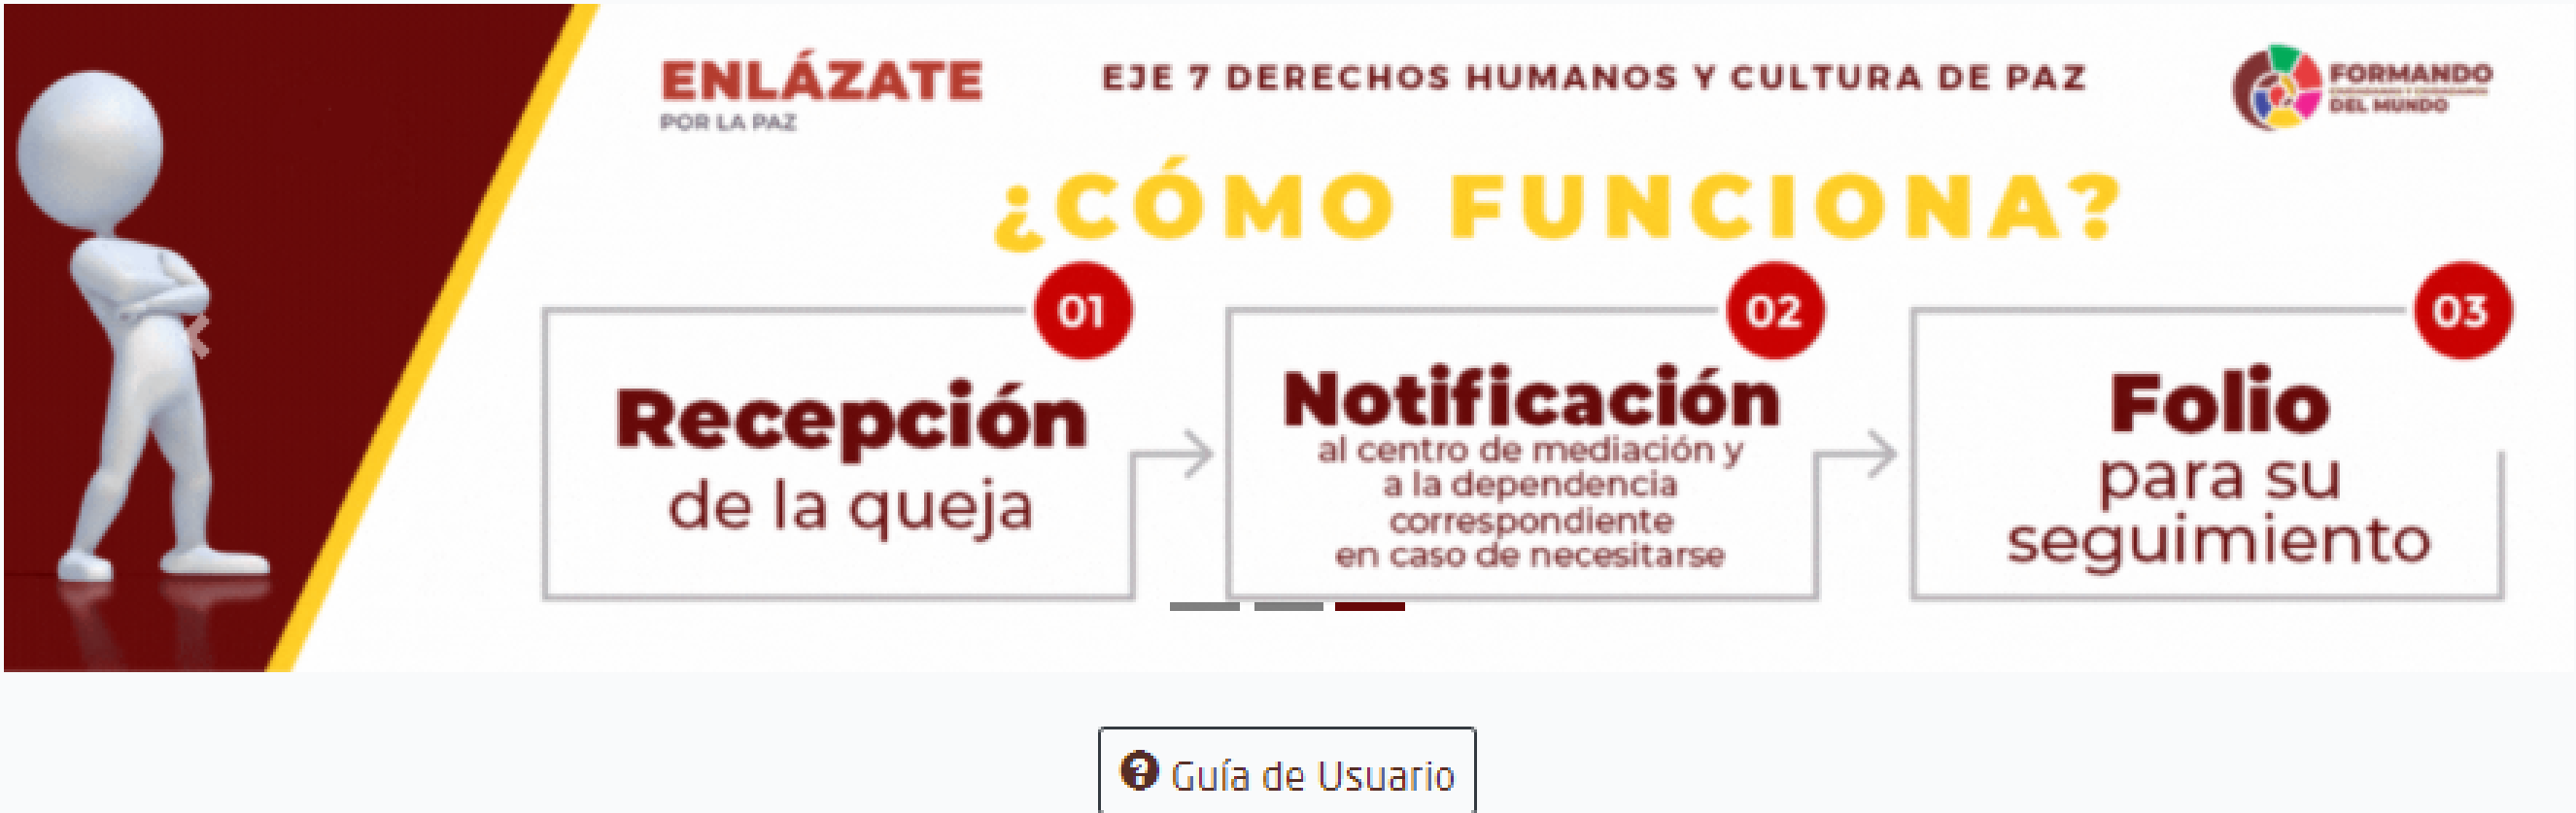 ENLÁZATE
POR LA PAZ
EJE 7 DERECHOS HUMANOS Y CULTURA DE PAZ
FORMANDO
DEL MUNDO
¿CÓMO FUNCIONA?
01
Recepción
de la queja
02
Notificación
al centro de mediación y
a la dependencia
correspondiente
en caso de necesitarse
03
Folio
para su
seguimiento
Guía de Usuario